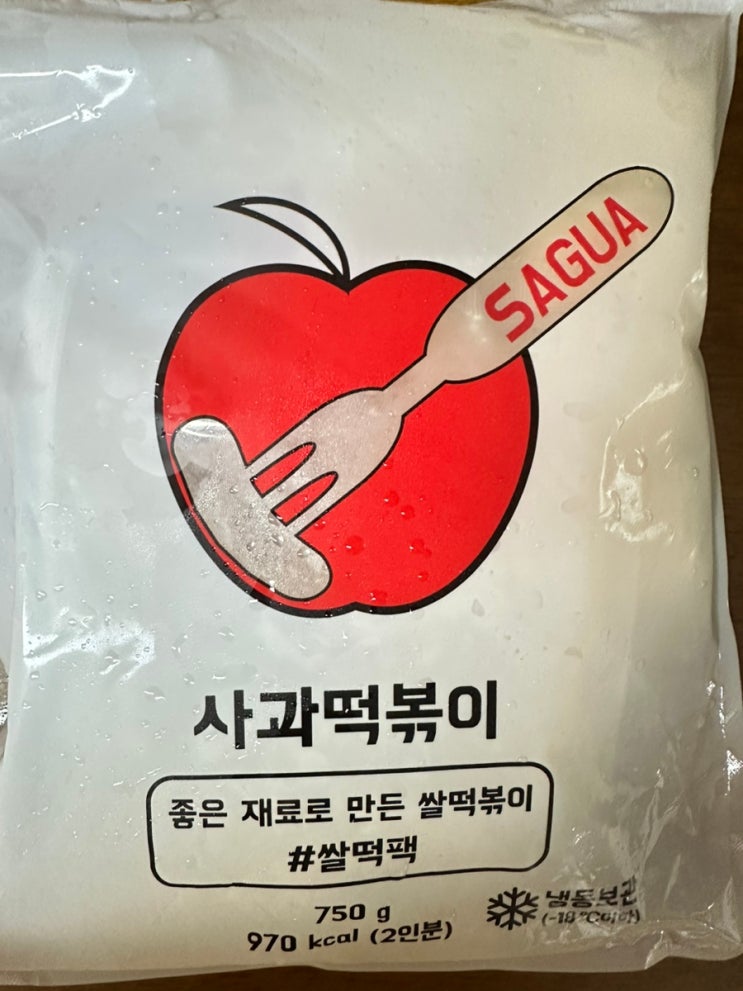 SAGUA
사과떡볶이
좋은 재료로 만든 쌀떡볶이
#쌀떡팩
750 g
970 kcal (2인분)
냉동보관
(-18℃이하)